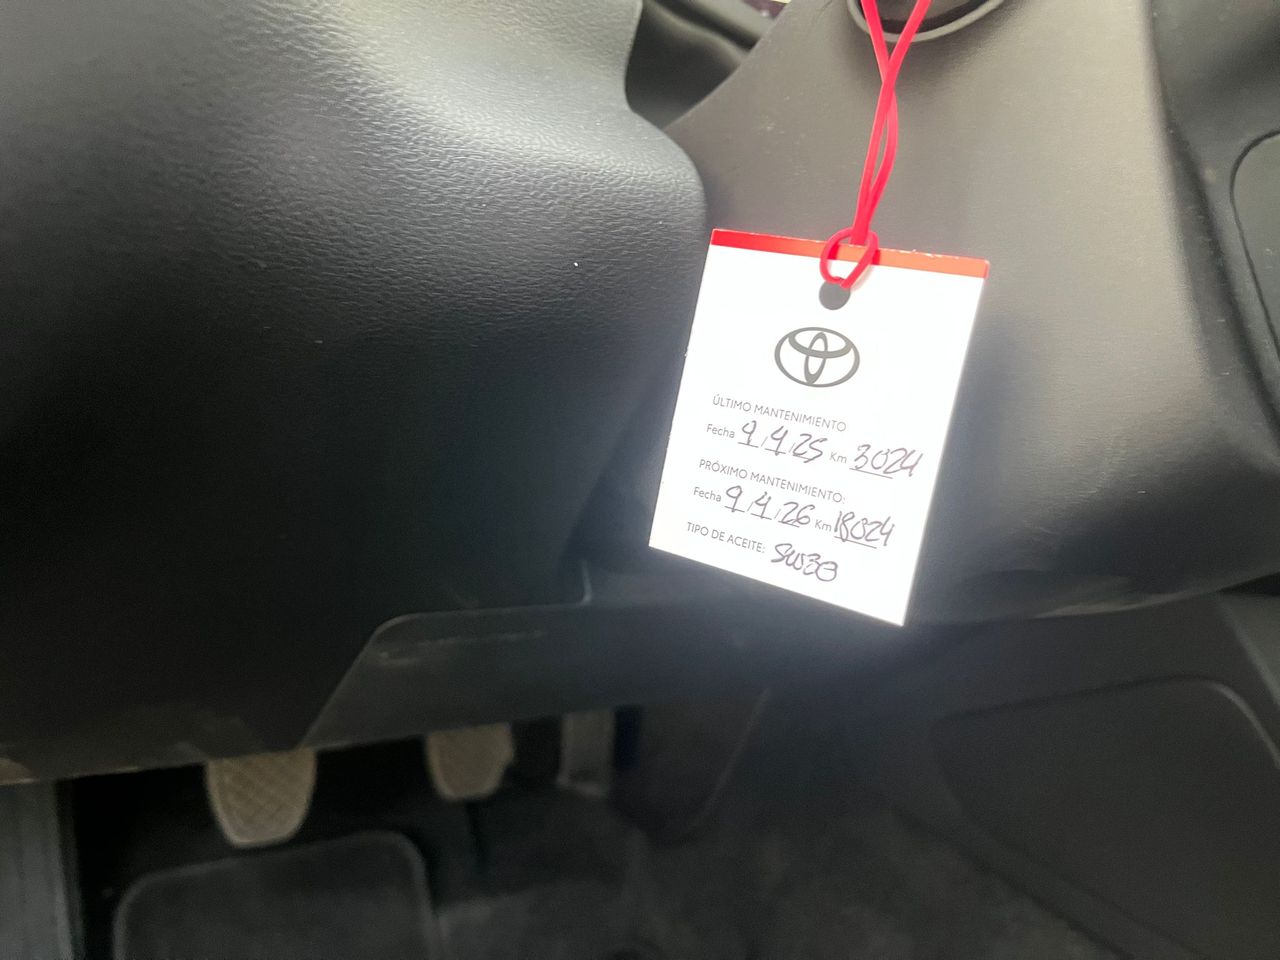 ÚLTIMO MANTENIMIENTO
Fecha 9/4/25 Km 3024
PRÓXIMO MANTENIMIENTO:
Fecha 9/4/26 Km 18024
TIPO DE ACEITE: 5W30